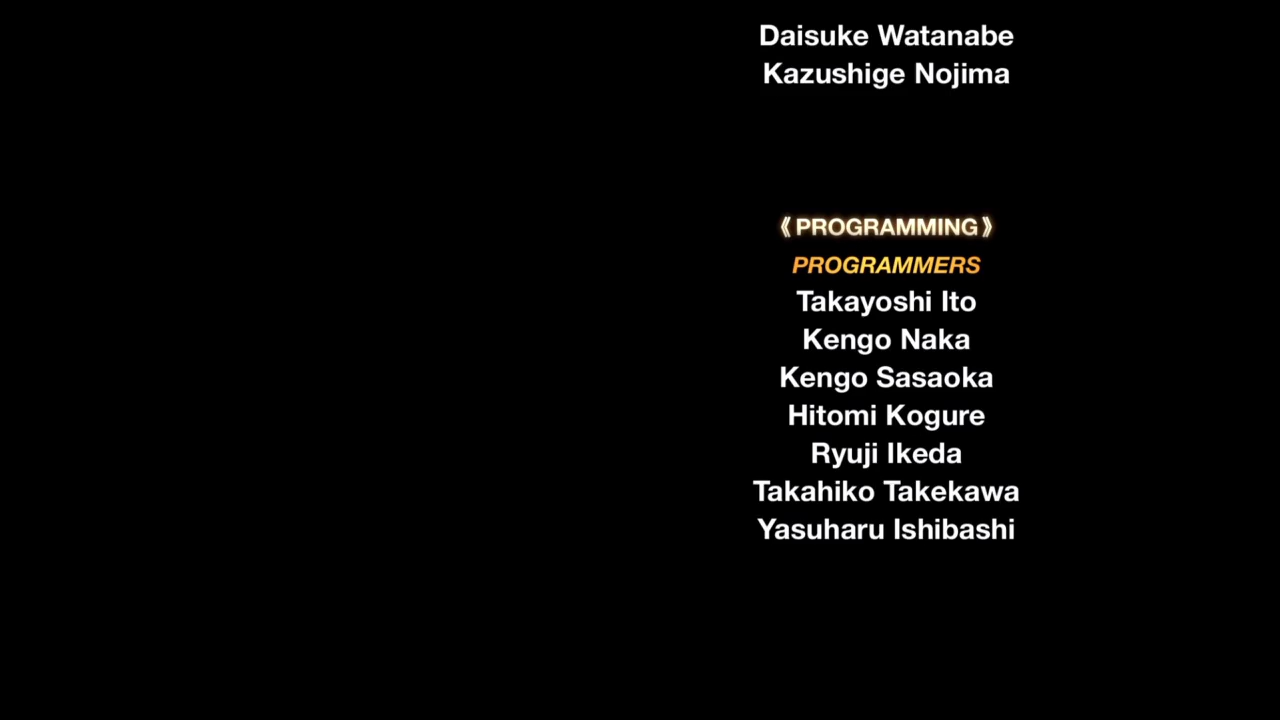 Daisuke Watanabe
Kazushige Nojima
《PROGRAMMING》
PROGRAMMERS
Takayoshi Ito
Kengo Naka
Kengo Sasaoka
Hitomi Kogure
Ryuji Ikeda
Takahiko Takekawa
Yasuharu Ishibashi